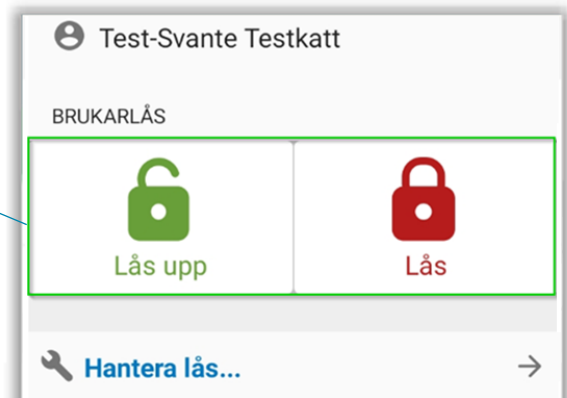 Test-Svante Testkatt
BRUKARLÅS
Lås upp
Lås
Hantera lås...